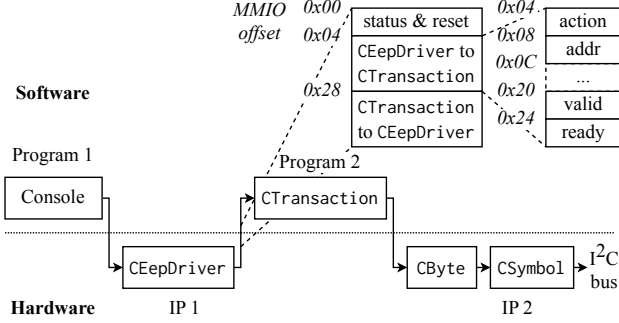 MMIO
offset
0x00
0x04
0x28
status & reset
CEepDriver to
CTransaction
CTransaction
to CEepDriver
0x04
0x08
0x0C
0x20
0x24
action
addr
...
valid
ready
Software
Program 1
Console
Program 2
CTransaction
CEepDriver
CByte
CSymbol
I²C
bus
Hardware
IP 1
IP 2